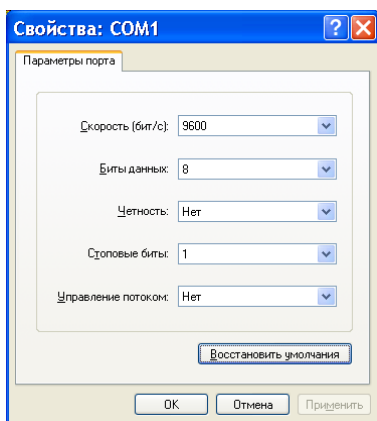 Свойства: COM1
Параметры порта
Скорость (бит/с): 9600
Биты данных: 8
Четность: Нет
Стоповые биты: 1
Управление потоком: Нет
Восстановить умолчания
OK Отмена Применить